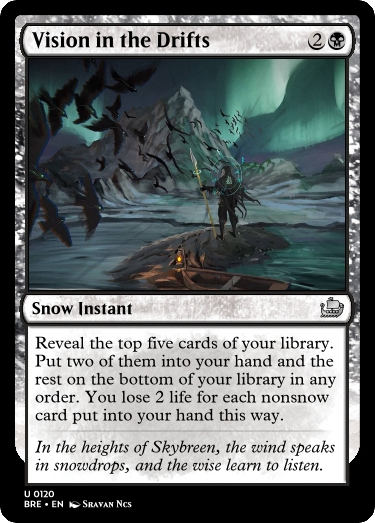 Vision in the Drifts 2
Snow Instant
Reveal the top five cards of your library.
Put two of them into your hand and the
rest on the bottom of your library in any
order. You lose 2 life for each nonsnow
card put into your hand this way.
In the heights of Skybreen, the wind speaks
in snowdrops, and the wise learn to listen.
U 0120
BRE • EN Sravan Ncs